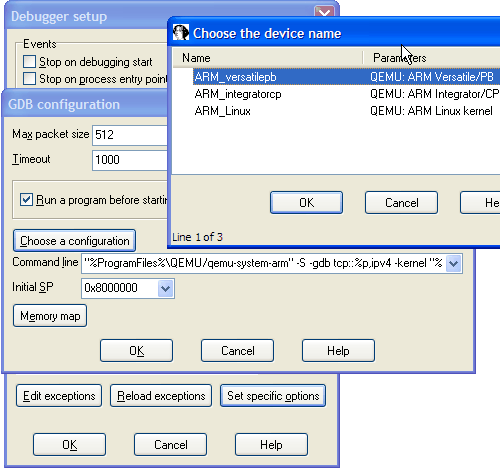 Debugger setup
Events
Stop on debugging start
Stop on process entry point
GDB configuration
Max packet size 512
Timeout 1000
Run a program before startin
Choose a configuration
Command line "%ProgramFiles%\QEMU/qemu-system-arm" -S -gdb tcp::%p,ipv4 -kernel "%
Initial SP 0x8000000
Memory map
OK Cancel Help
Edit exceptions Reload exceptions Set specific options
OK Cancel Help
Choose the device name
Name Parameters
ARM_versatilepb QEMU: ARM Versatile/PB
ARM_integratorcp QEMU: ARM Integrator/CP
ARM_Linux QEMU: ARM Linux kernel
OK Cancel He
Line 1 of 3